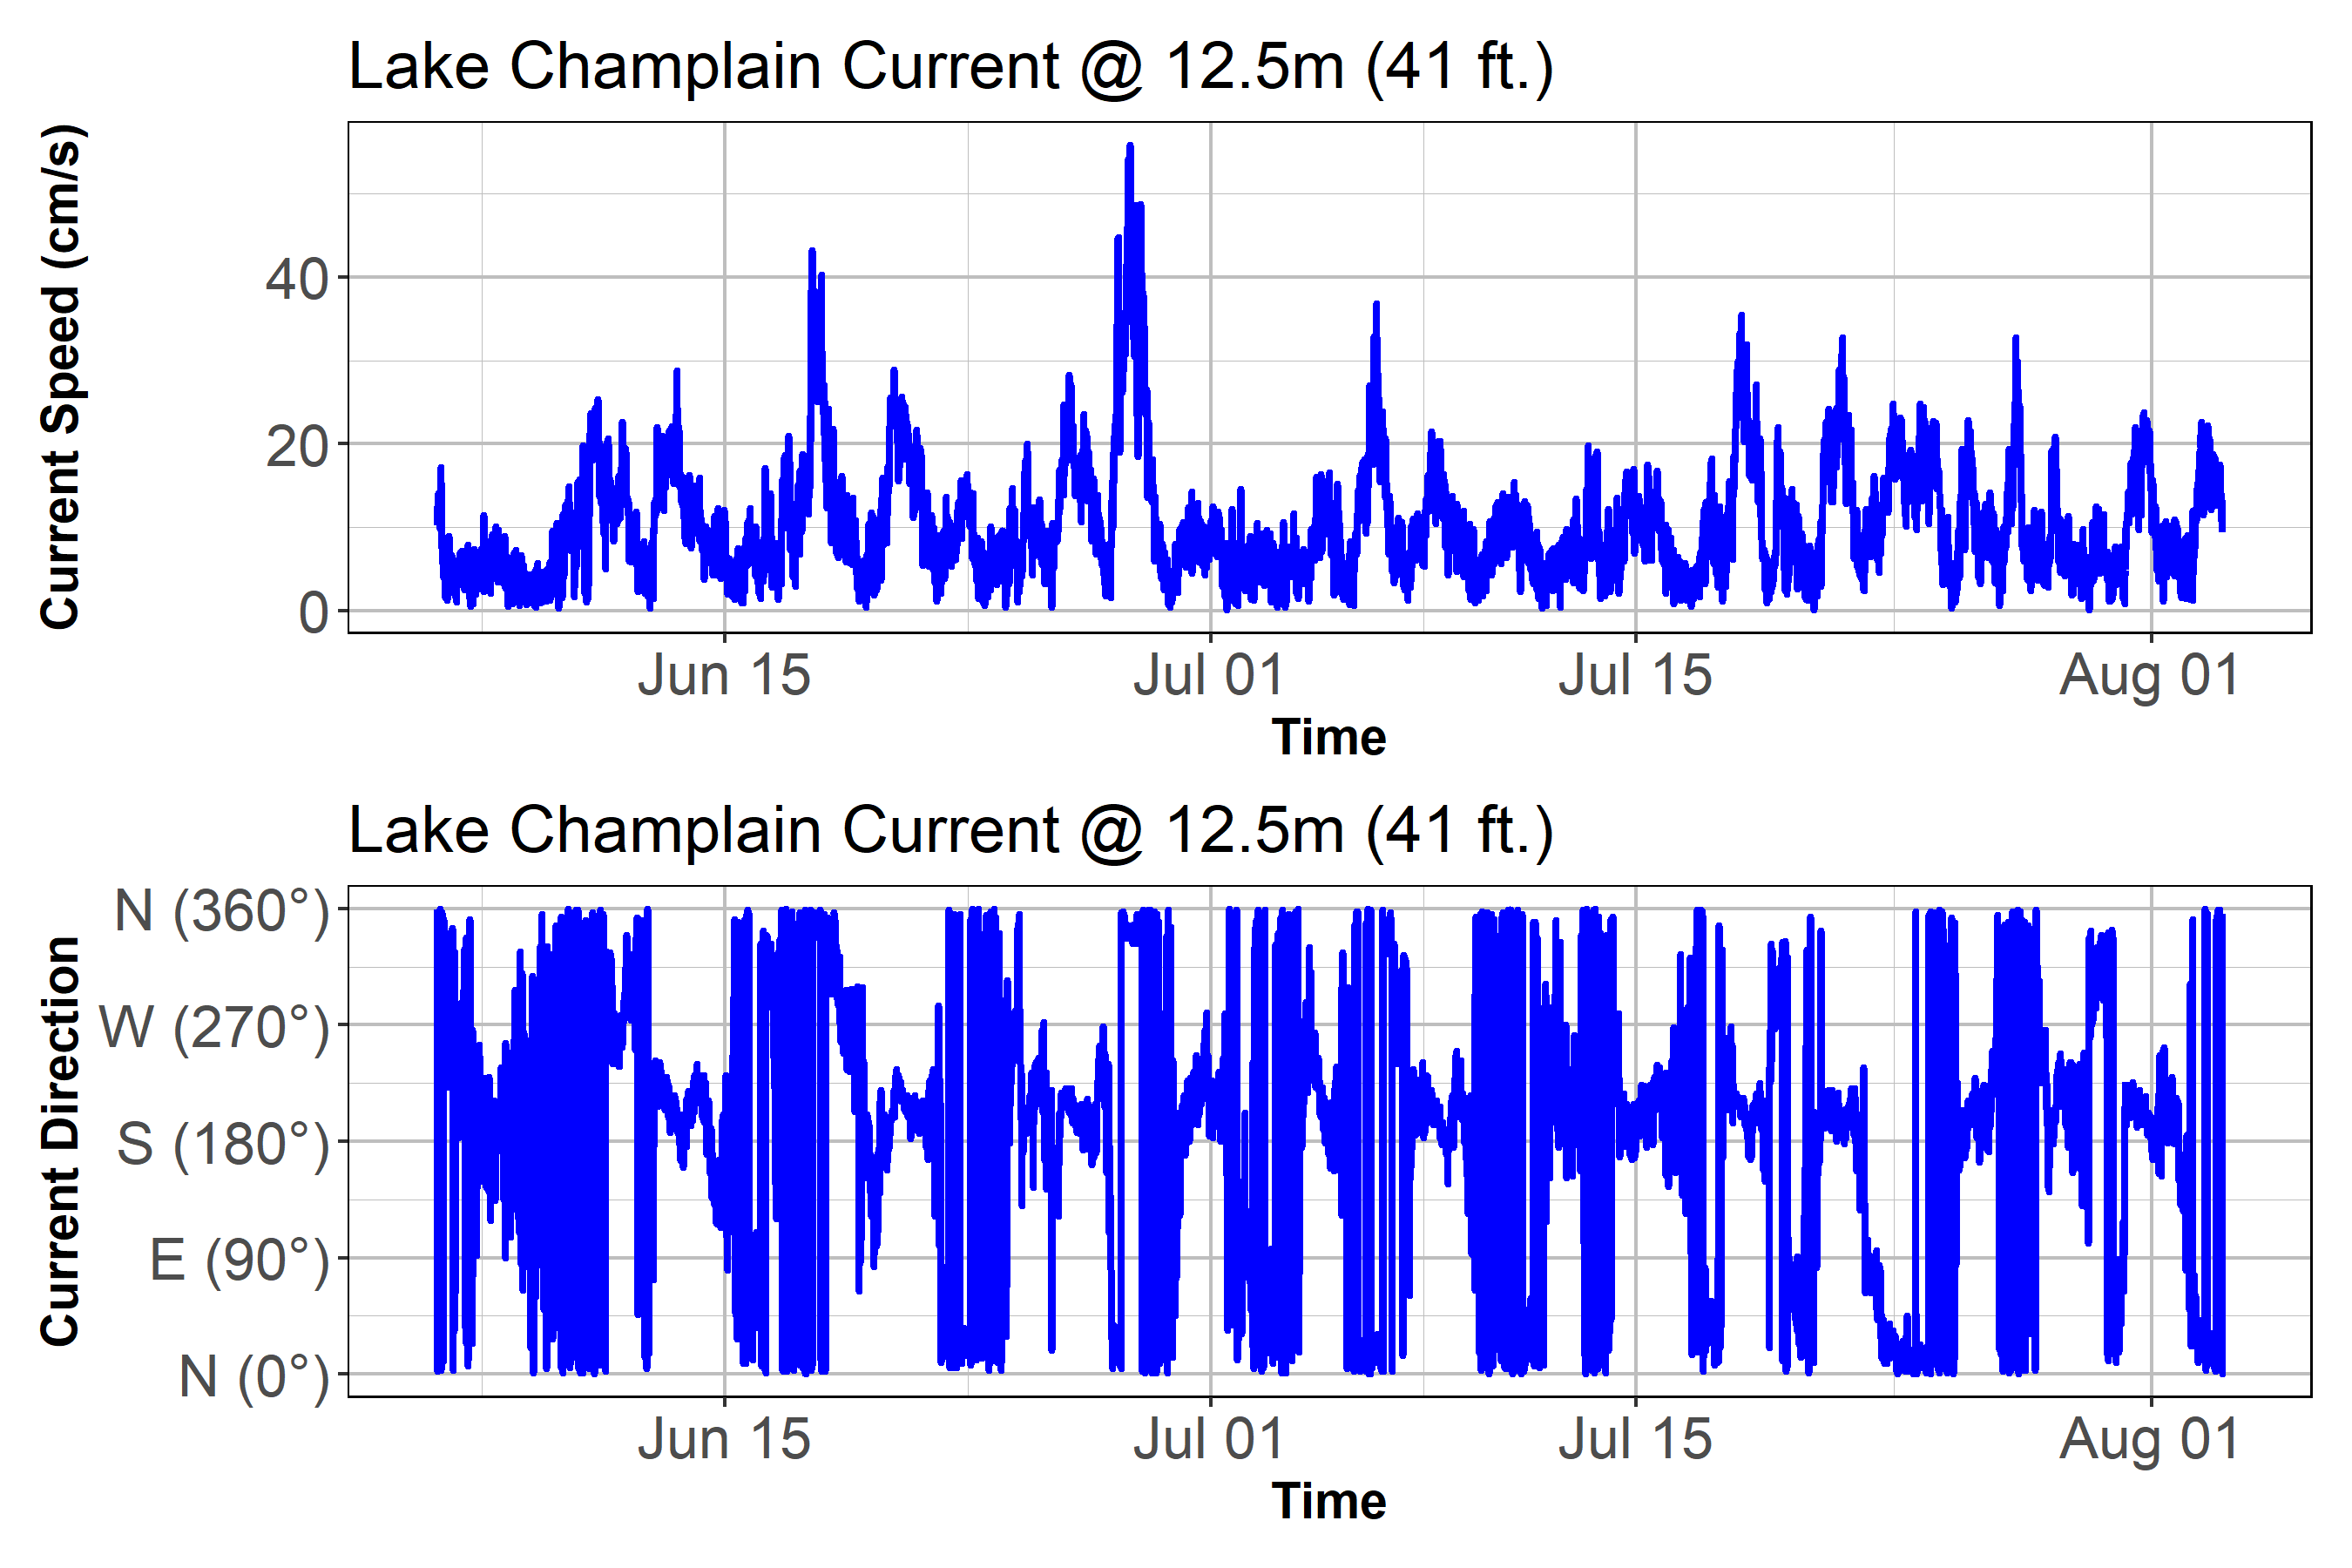 Lake Champlain Current @ 12.5m (41 ft.)
Current Speed (cm/s)
40
20
0
Jun 15
Jul 01
Jul 15
Aug 01
Time
Lake Champlain Current @ 12.5m (41 ft.)
Current Direction
N (360°)
W (270°)
S (180°)
E (90°)
N (0°)
Jun 15
Jul 01
Jul 15
Aug 01
Time